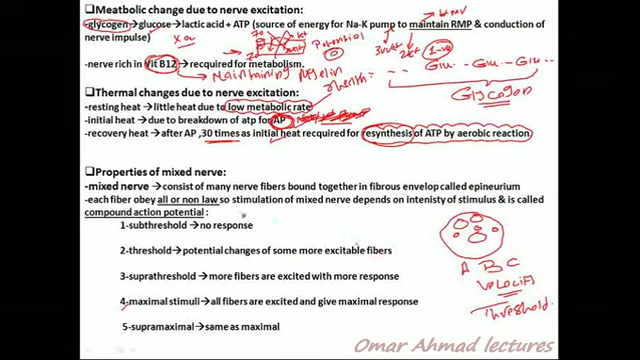 ■Meatbolic change due to nerve excitation:
-glycogen→glucose→lactic acid + ATP (source of energy for Na-K pump to maintain RMP & conduction of
nerve impulse)
Potential
-nerve rich in Vit B12→recquired for metabolism.
Maintaining Myelin
Glu-- Glu--Glu
Glycogen
■Thermal changes due to nerve excitation:
-resting heat→little heat due to low metabolic rate
-initial heat→due to breakdown of atp for AP
-recovery heat→after AP ,30 times as initial heat recquired for resynthesis of ATP by aerobic reaction.
■Properties of mixed nerve:
-mixed nerve→consist of many nerve fibers bound together in fibrous envelop called epineurium
-each fiber obey all or non law so stimulation of mixed nerve depends on intenisty of stimulus & is called
compound action potential:
1-subthreshold→no response
2-threshold→potential changes of some more excitable fibers
3-suprathreshold→more fibers are excited with more response
4-maximal stimuli→all fibers are excited and give maximal response
5-supramaximal→same as maximal
A B C
velocity
Threshold.
Omar Ahmad lectures